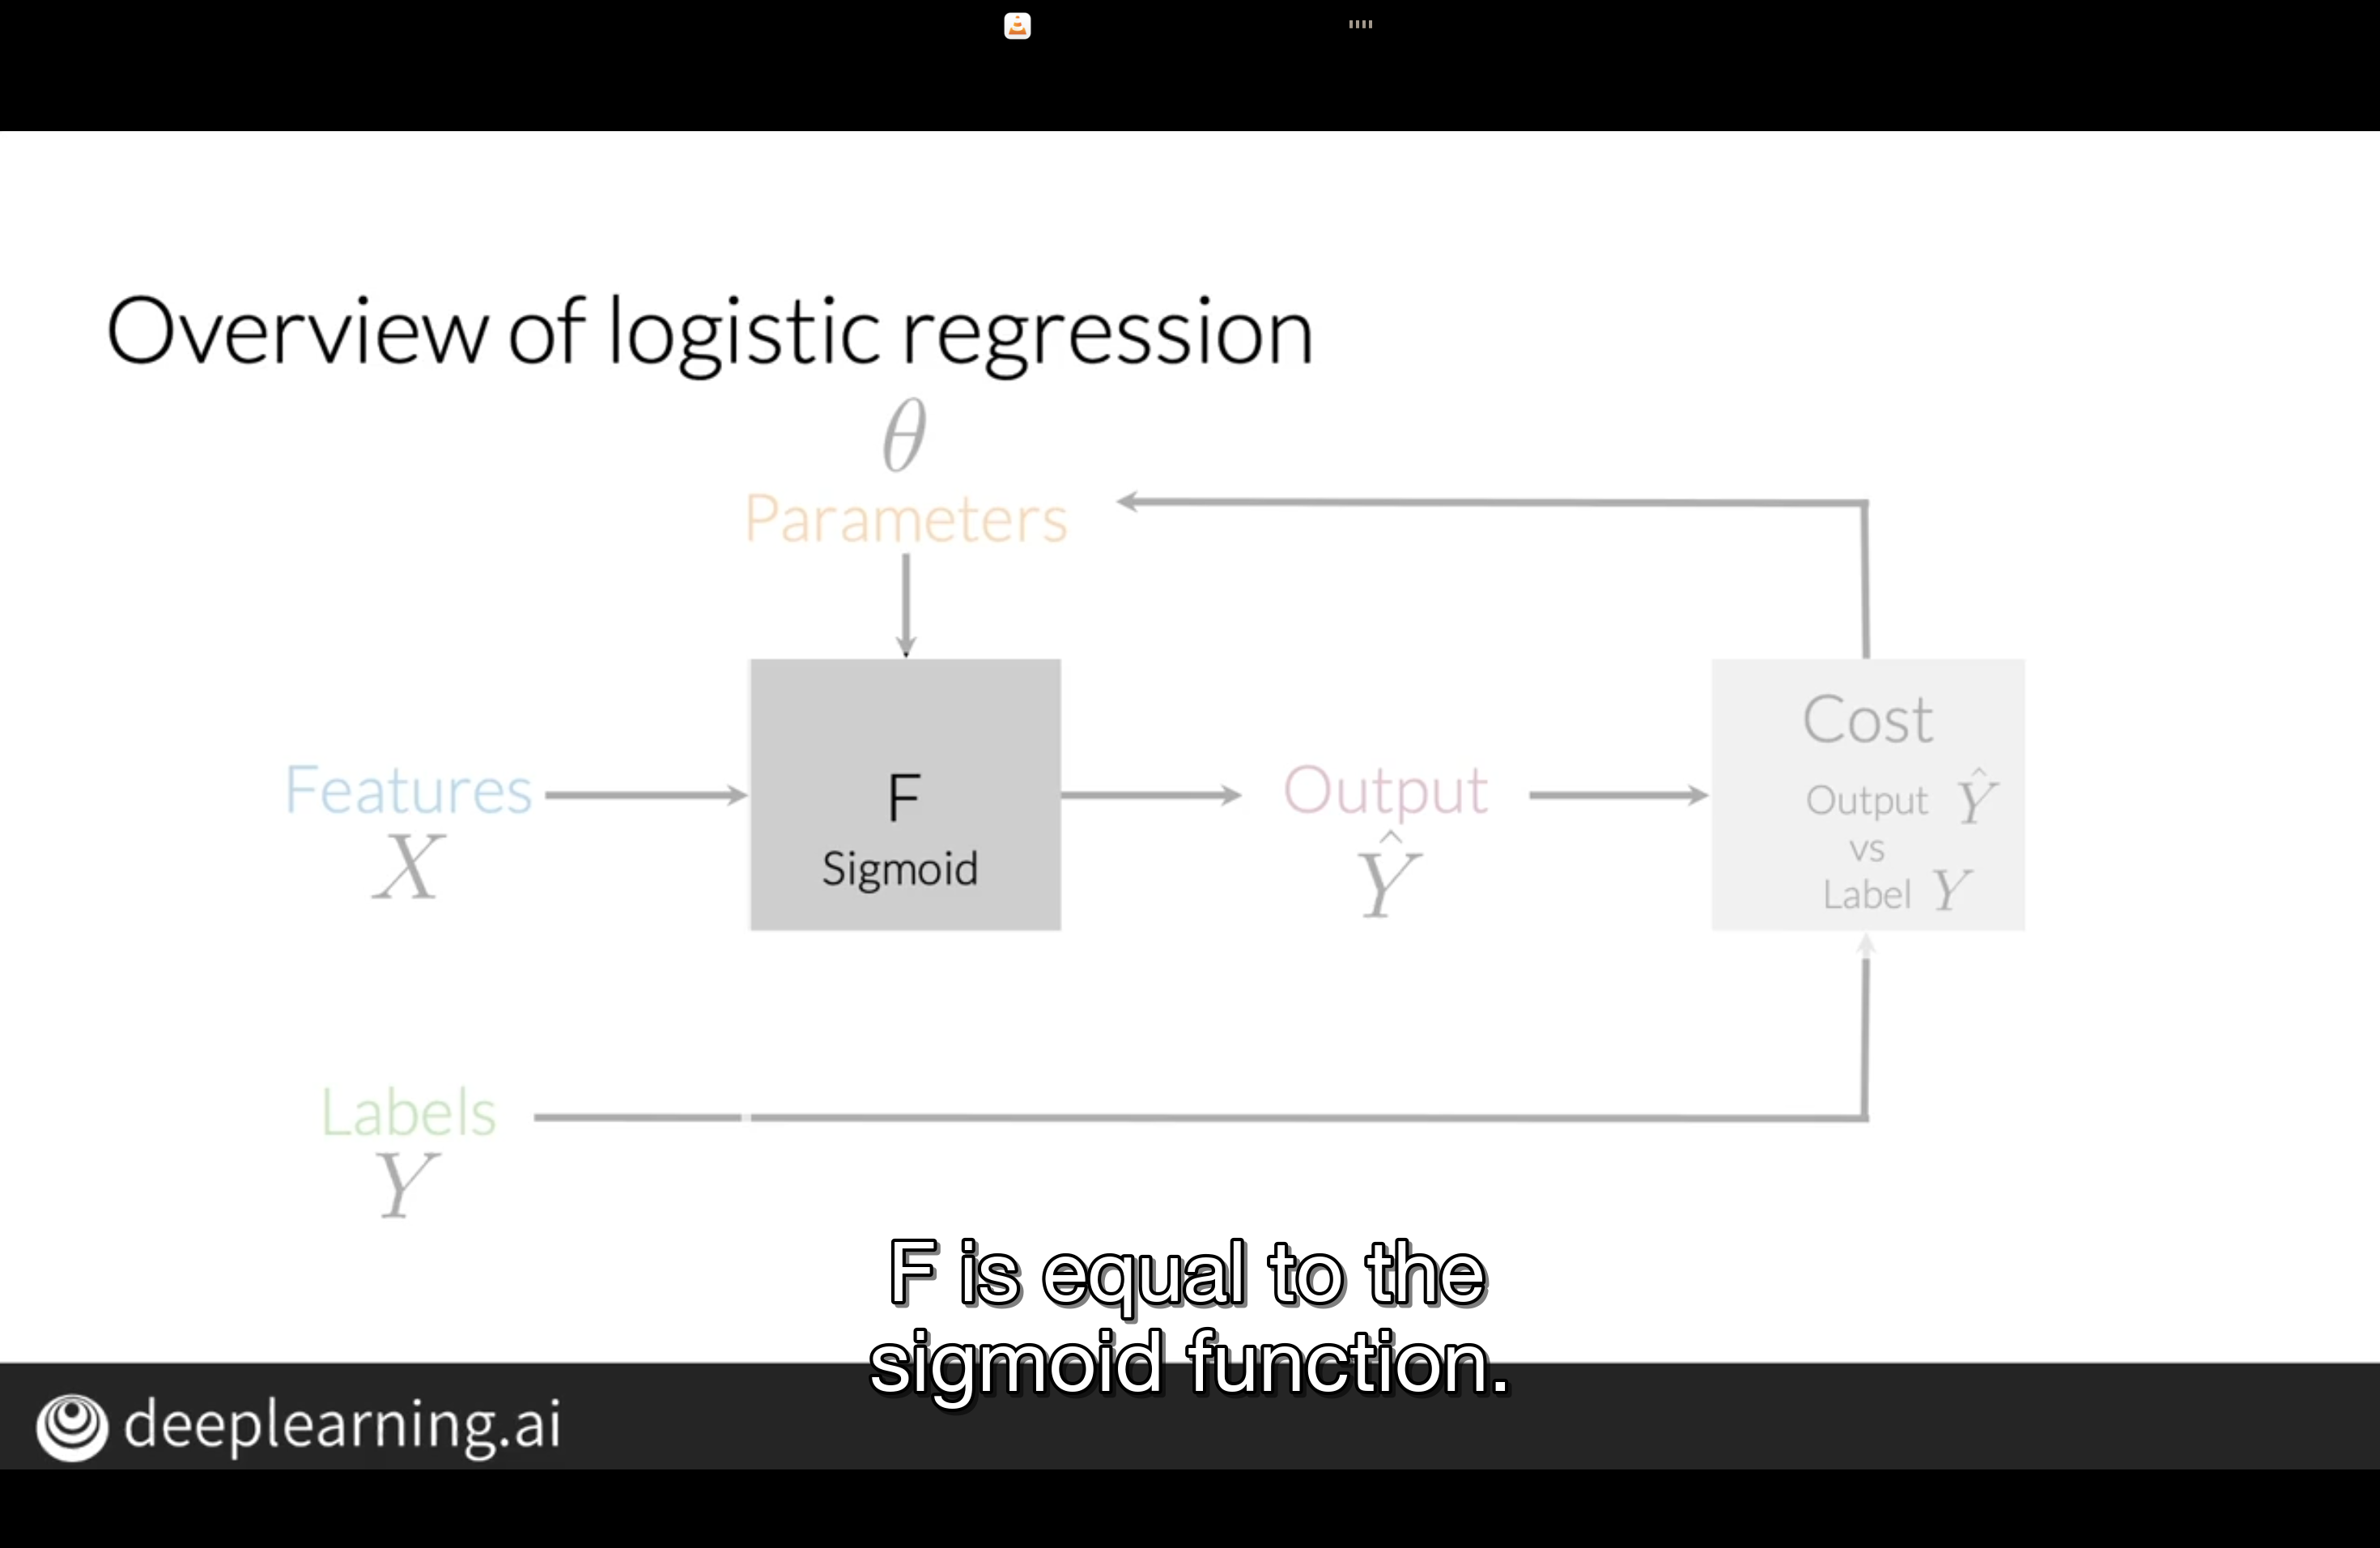 Overview of logistic regression
θ
Parameters
Features
X
F
Sigmoid
Output
Ŷ
Cost
Output Ŷ
vs
Label Y
Labels
Y
F is equal to the
sigmoid function.
deeplearning.ai